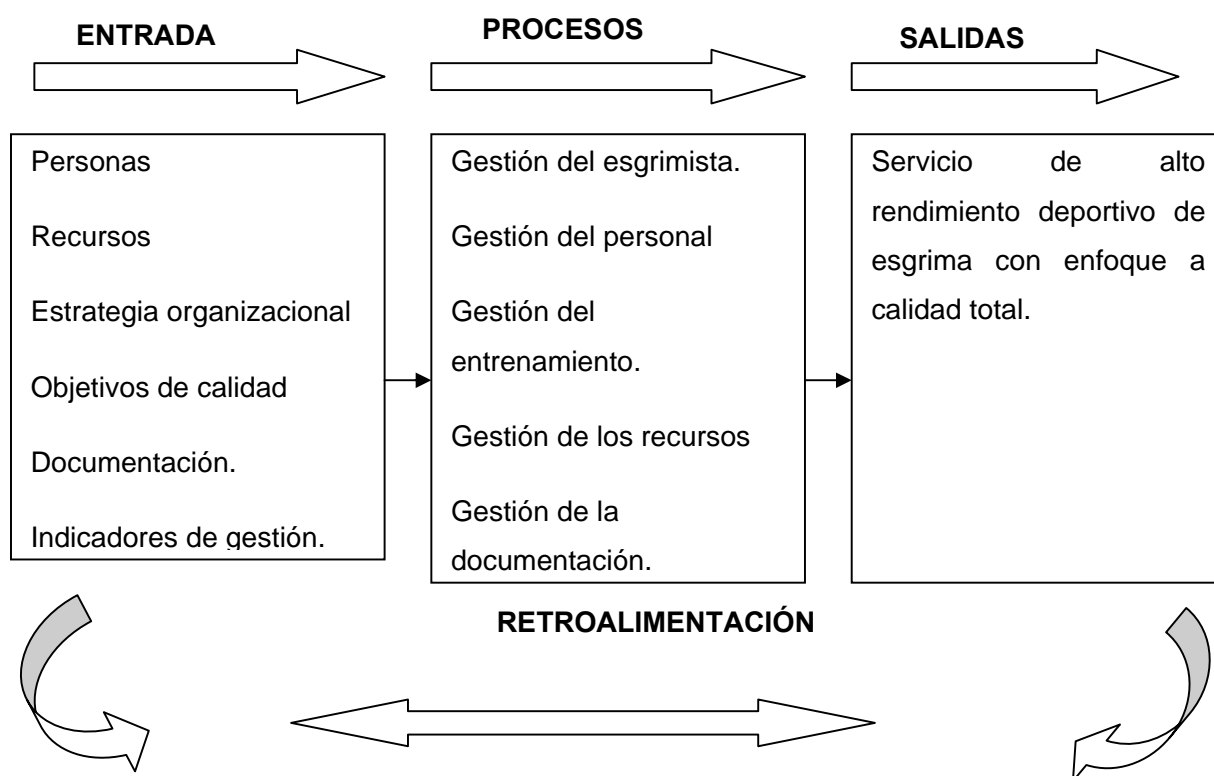 ENTRADA
PROCESOS
SALIDAS
Personas
Recursos
Estrategia organizacional
Objetivos de calidad
Documentación.
Indicadores de gestión.
Gestión del esgrimista.
Gestión del personal
Gestión del
entrenamiento.
Gestión de los recursos
Gestión de la
documentación.
Servicio de alto
rendimiento deportivo de
esgrima con enfoque a
calidad total.
RETROALIMENTACIÓN